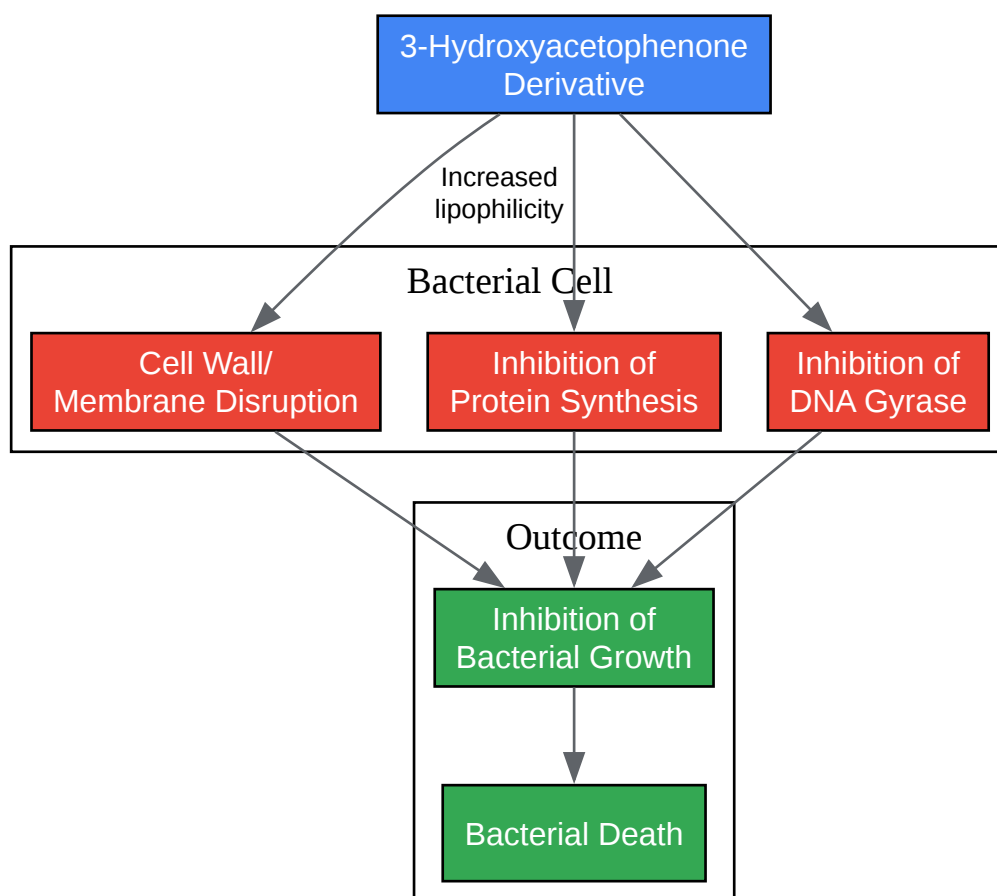 3-Hydroxyacetophenone
Derivative
Increased
lipophilicity
Bacterial Cell
Cell Wall/
Membrane Disruption
Inhibition of
Protein Synthesis
Inhibition of
DNA Gyrase
Outcome
Inhibition of
Bacterial Growth
Bacterial Death